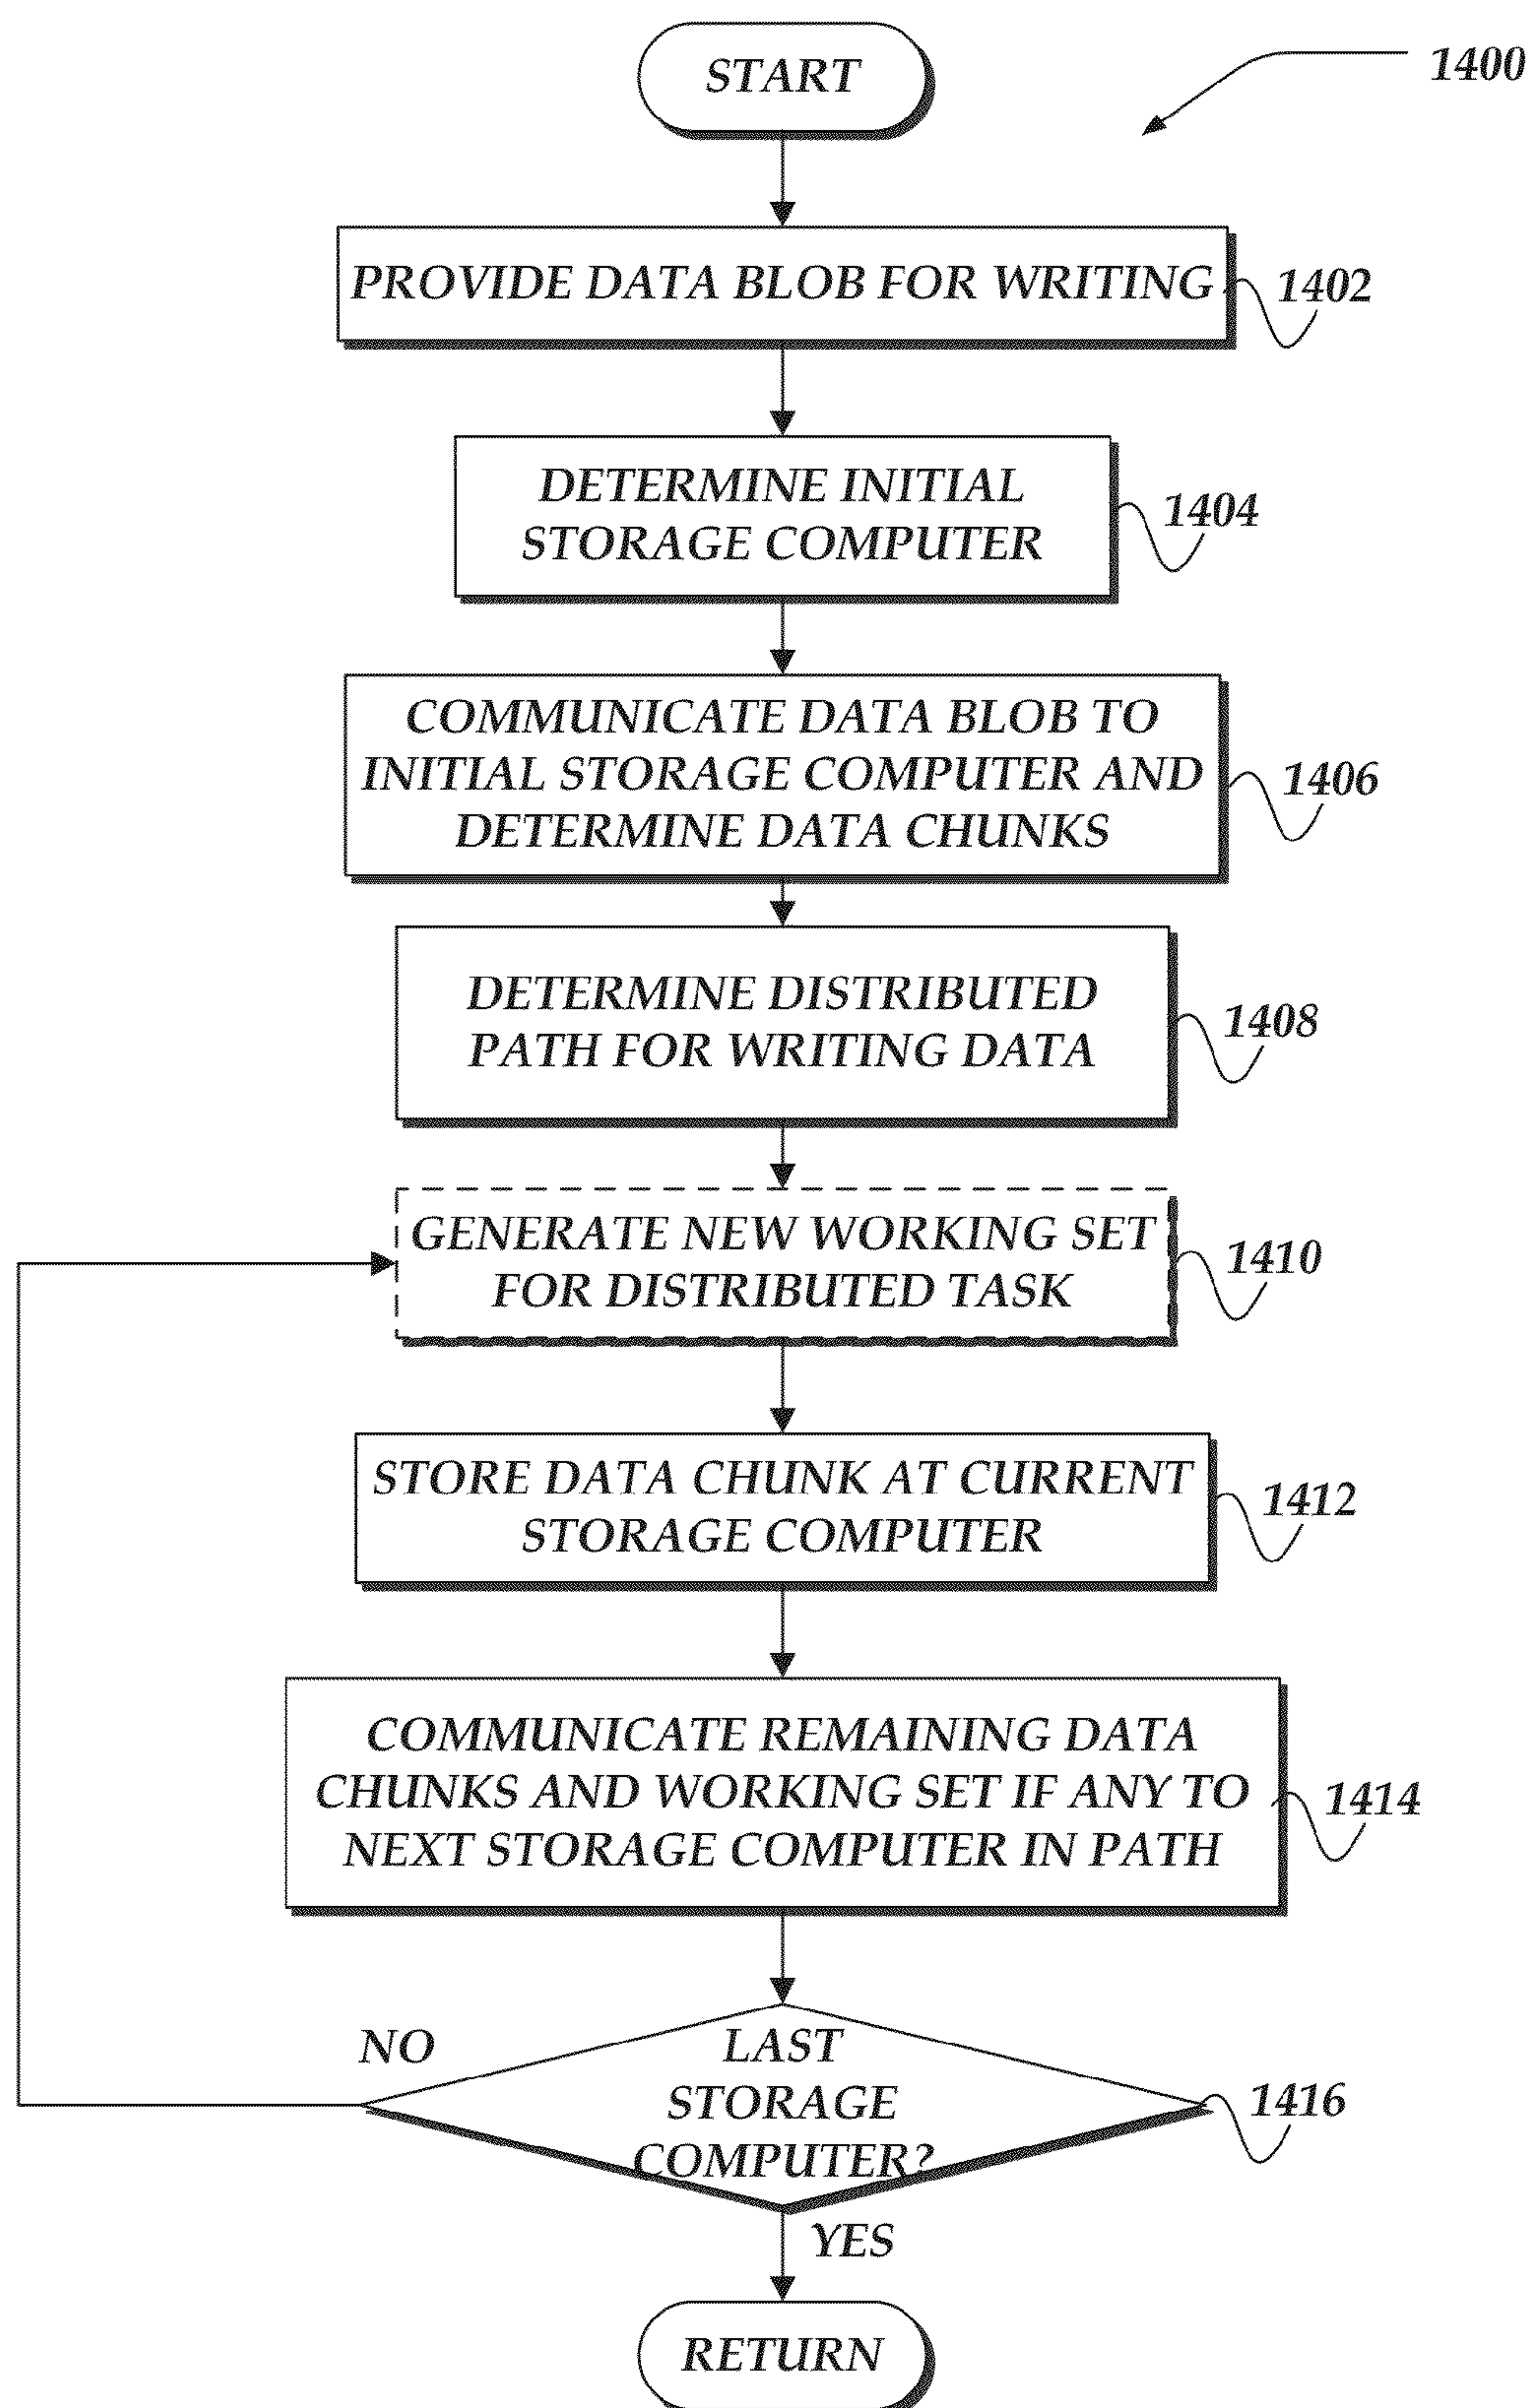 START
1400
PROVIDE DATA BLOB FOR WRITING
1402
DETERMINE INITIAL
STORAGE COMPUTER
1404
COMMUNICATE DATA BLOB TO
INITIAL STORAGE COMPUTER AND
DETERMINE DATA CHUNKS
1406
DETERMINE DISTRIBUTED
PATH FOR WRITING DATA
1408
GENERATE NEW WORKING SET
FOR DISTRIBUTED TASK
1410
STORE DATA CHUNK AT CURRENT
STORAGE COMPUTER
1412
COMMUNICATE REMAINING DATA
CHUNKS AND WORKING SET IF ANY TO
NEXT STORAGE COMPUTER IN PATH
1414
NO
LAST
STORAGE
COMPUTER?
1416
YES
RETURN